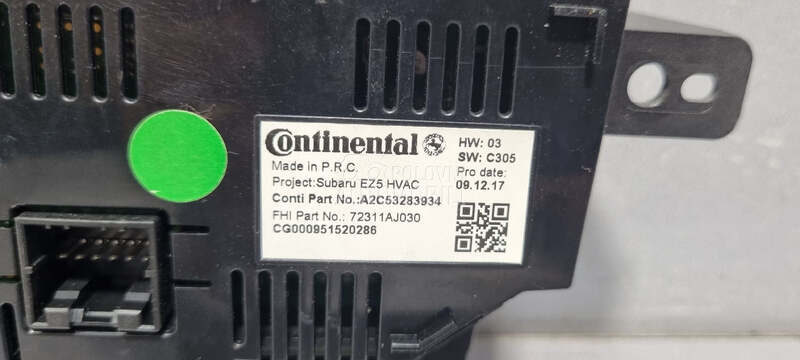 Continental
HW: 03
SW: C305
Made in P.R.C.
Pro date:
Project:Subaru EZ5 HVAC
09.12.17
Conti Part No.:A2C53283934
FHI Part No.: 72311AJ030
CG000951520286